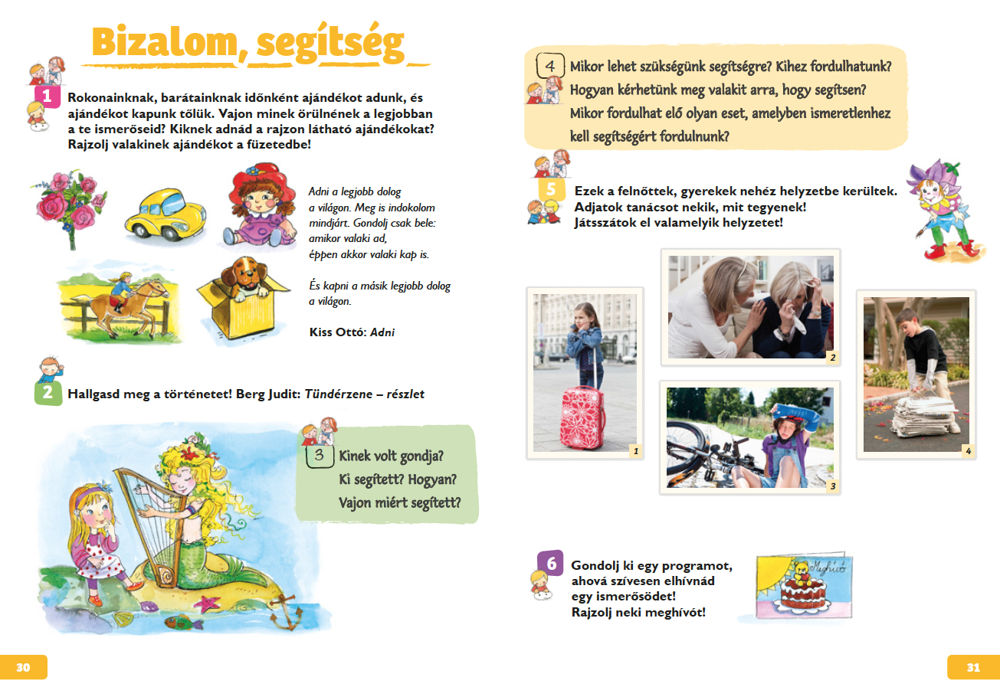 Bizalom, segítség
1
Rokonainknak, barátainknak időnként ajándékot adunk, és
ajándékot kapunk tőlük. Vajon minek örülnének a legjobban
a te ismerőseid? Kiknek adnád a rajzon látható ajándékokat?
Rajzolj valakinek ajándékot a füzetedbe!
Adni a legjobb dolog
a világon. Meg is indokolom
mindjárt. Gondolj csak bele:
amikor valaki ad,
éppen akkor valaki kap is.
És kapni a másik legjobb dolog
a világon.
Kiss Ottó: Adni
2
Hallgasd meg a történetet! Berg Judit: Tündérzene – részlet
3
Kinek volt gondja?
Ki segített? Hogyan?
Vajon miért segített?
30
4
Mikor lehet szükségünk segítségre? Kihez fordulhatunk?
Hogyan kérhetünk meg valakit arra, hogy segítsen?
Mikor fordulhat elő olyan eset, amelyben ismeretlenhez
kell segítségért fordulnunk?
5
Ezek a felnőttek, gyerekek nehéz helyzetbe kerültek.
Adjatok tanácsot nekik, mit tegyenek!
Játsszátok el valamelyik helyzetet!
1
2
3
4
6
Gondolj ki egy programot,
ahová szívesen elhívnád
egy ismerősödet!
Rajzolj neki meghívót!
Meghívó
31